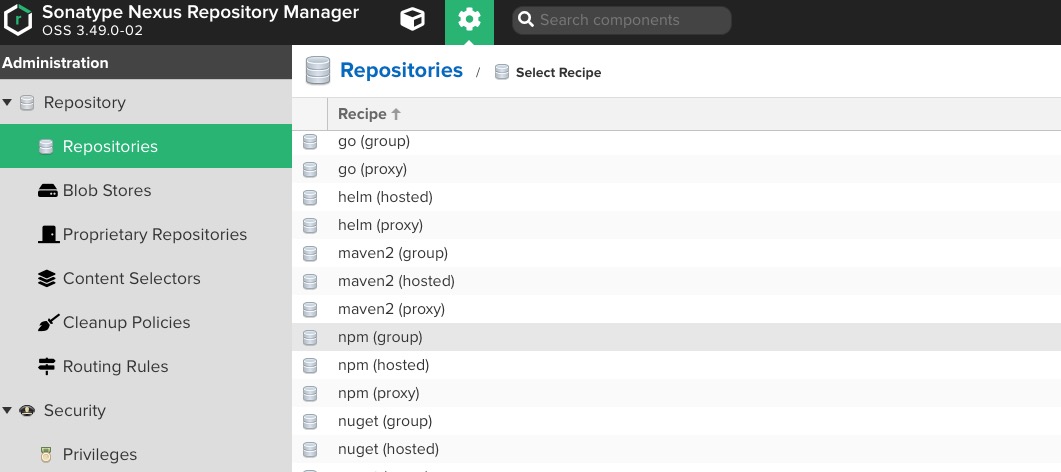 Sonatype Nexus Repository Manager
OSS 3.49.0-02
Search components
Administration
Repositories / Select Recipe
Repository
Recipe
Repositories
go (group)
go (proxy)
Blob Stores
helm (hosted)
helm (proxy)
Proprietary Repositories
maven2 (group)
Content Selectors
maven2 (hosted)
maven2 (proxy)
Cleanup Policies
npm (group)
Routing Rules
npm (hosted)
npm (proxy)
Security
nuget (group)
nuget (hosted)
Privileges